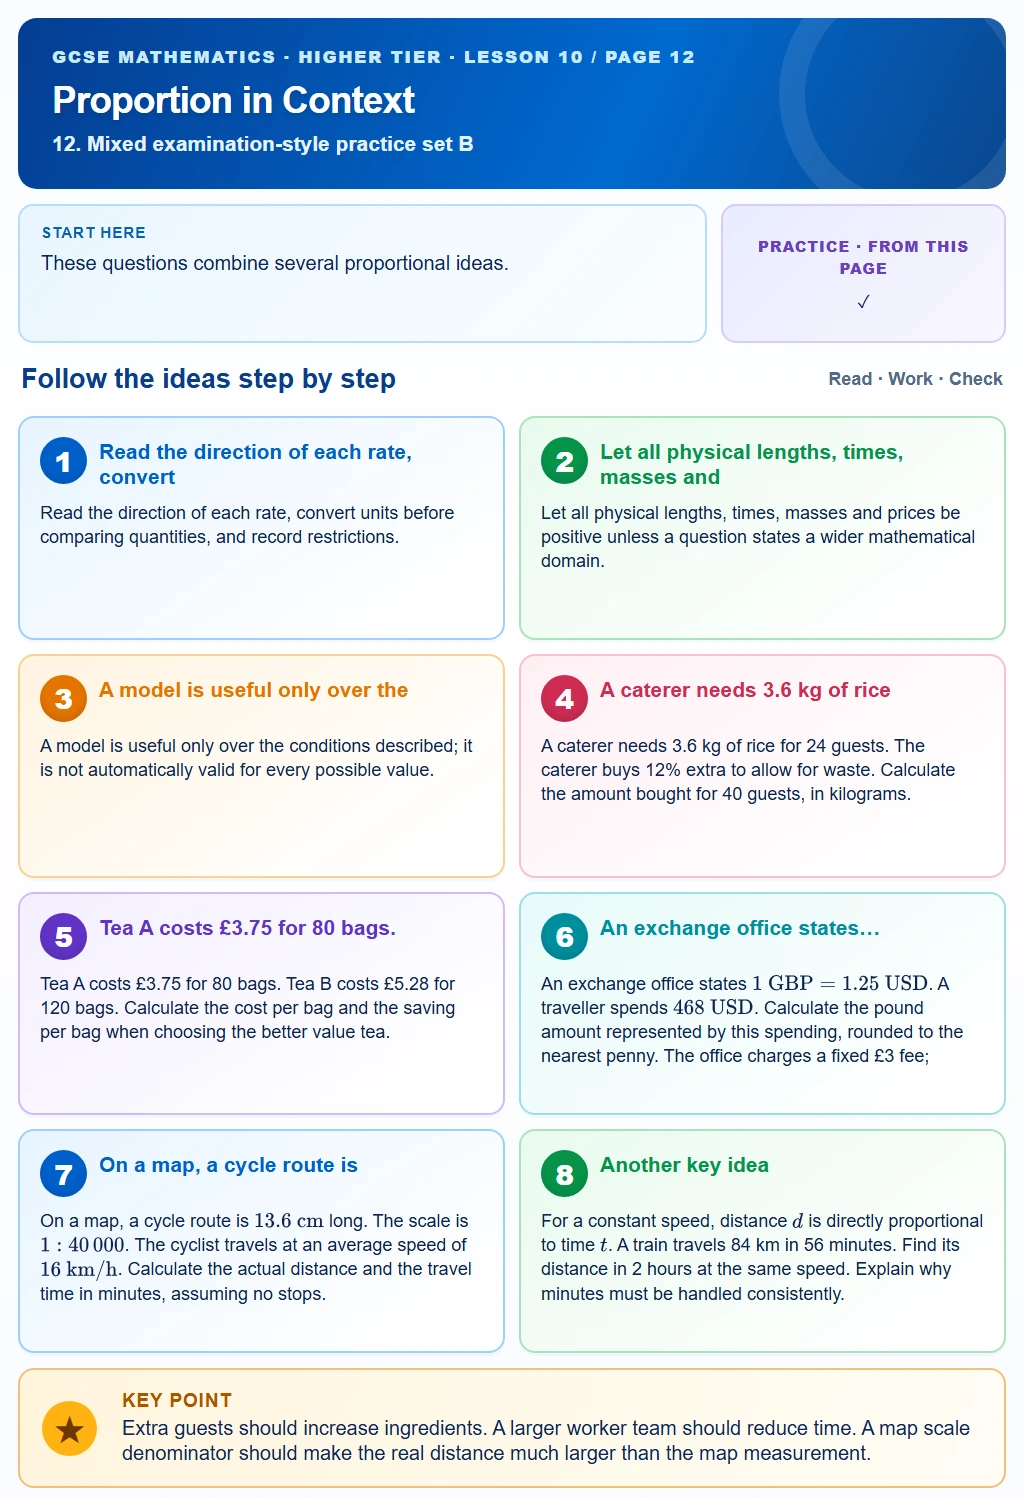 GCSE MATHEMATICS · HIGHER TIER · LESSON 10 / PAGE 12
Proportion in Context
12. Mixed examination-style practice set B
START HERE
These questions combine several proportional ideas.
PRACTICE · FROM THIS
PAGE
✓
Follow the ideas step by step
Read · Work · Check
1
Read the direction of each rate,
convert
Read the direction of each rate, convert units before
comparing quantities, and record restrictions.
2
Let all physical lengths, times,
masses and
Let all physical lengths, times, masses and prices be
positive unless a question states a wider mathematical
domain.
3
A model is useful only over the
A model is useful only over the conditions described; it
is not automatically valid for every possible value.
4
A caterer needs 3.6 kg of rice
A caterer needs 3.6 kg of rice for 24 guests. The
caterer buys 12% extra to allow for waste. Calculate
the amount bought for 40 guests, in kilograms.
5
Tea A costs £3.75 for 80 bags.
Tea A costs £3.75 for 80 bags. Tea B costs £5.28 for
120 bags. Calculate the cost per bag and the saving
per bag when choosing the better value tea.
6
An exchange office states…
An exchange office states 1 GBP = 1.25 USD. A
traveller spends 468 USD. Calculate the pound
amount represented by this spending, rounded to the
nearest penny. The office charges a fixed £3 fee;
7
On a map, a cycle route is
On a map, a cycle route is 13.6 cm long. The scale is
1 : 40 000. The cyclist travels at an average speed of
16 km/h. Calculate the actual distance and the travel
time in minutes, assuming no stops.
8
Another key idea
For a constant speed, distance d is directly proportional
to time t. A train travels 84 km in 56 minutes. Find its
distance in 2 hours at the same speed. Explain why
minutes must be handled consistently.
KEY POINT
Extra guests should increase ingredients. A larger worker team should reduce time. A map scale
denominator should make the real distance much larger than the map measurement.